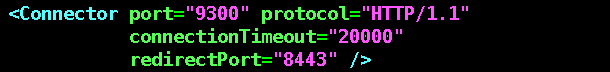 <Connector port="9300" protocol="HTTP/1.1"
connectionTimeout="20000"
redirectPort="8443" />